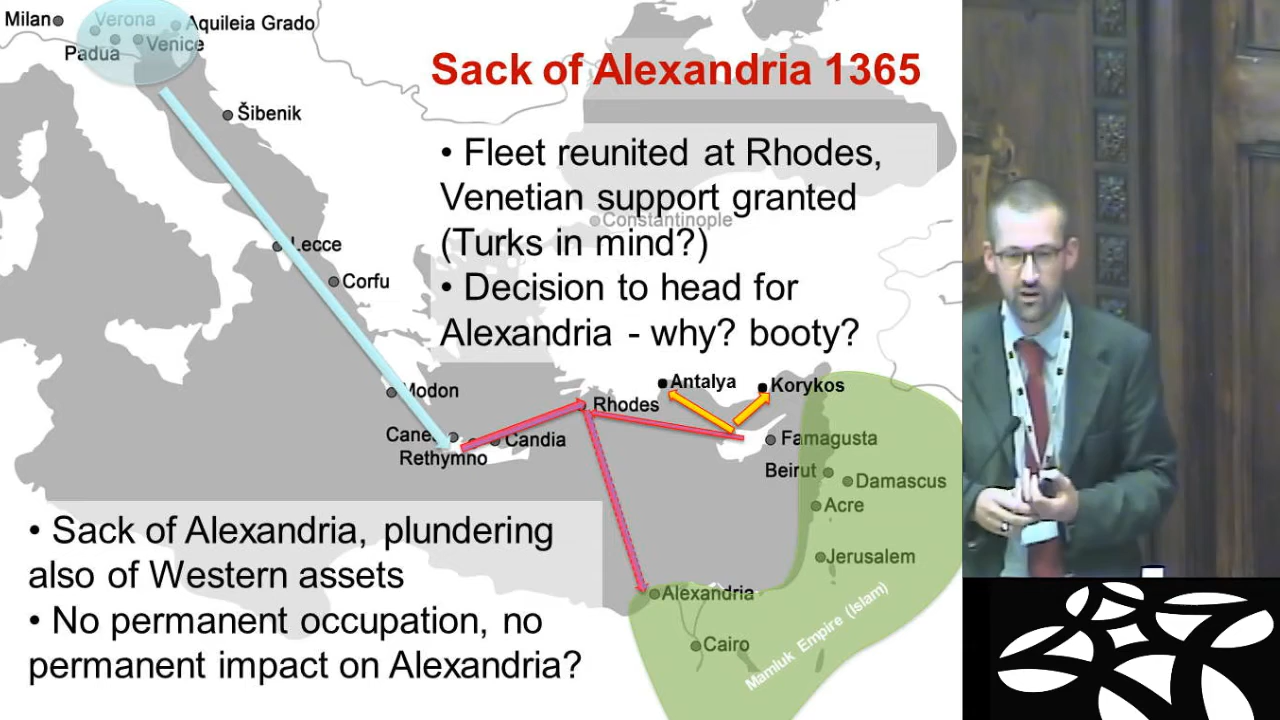 Sack of Alexandria 1365
• Fleet reunited at Rhodes,
Venetian support granted
(Turks in mind?)
• Decision to head for
Alexandria - why? booty?
• Sack of Alexandria, plundering
also of Western assets
• No permanent occupation, no
permanent impact on Alexandria?
Milan
Verona
Aquileia Grado
Padua
Venice
Šibenik
Constantinople
Lecce
Corfu
Modon
Antalya
Korykos
Rhodes
Cane
Candia
Rethymno
Famagusta
Beirut
Damascus
Acre
Jerusalem
Alexandria
Cairo
Mamluk Empire (Islam)